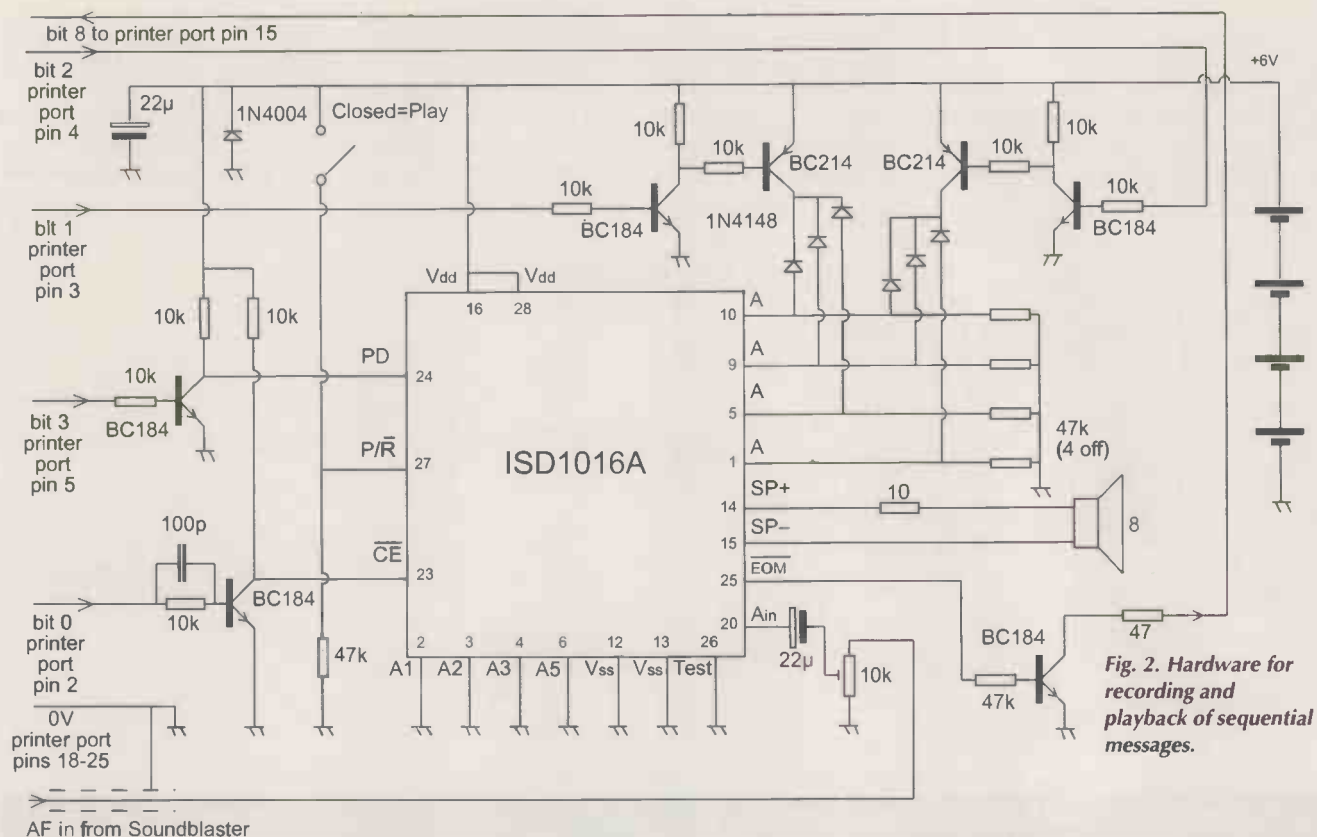 bit 8 to printer port pin 15
bit 2
printer
port
pin 4
22µ
1N4004
Closed=Play
+6V
10k
10k
BC214
BC214
10k
10k
10k
10k
bIt 1
printer
port
pin 3
BC184
1N4148
BC184
Vdd
Vdd
16
28
10k
10k
PD
24
10k
BC184
bit 3
printer
port
pin 5
P/R̅
27
ISD1016A
A
10
A
9
A
5
A
1
47k
(4 off)
SP+
14
10
SP–
15
8
E̅O̅M̅
25
Ain
20
100p
C̅E̅
23
BC184
10k
bit 0
printer
port
pin 2
47k
2
3
4
6
12
13
26
A1
A2
A3
A5
Vss
Vss
Test
22µ
10k
BC184
47
47k
Fig. 2. Hardware for
recording and
playback of sequential
messages.
0V
printer port
pins 18-25
AF in from Soundblaster